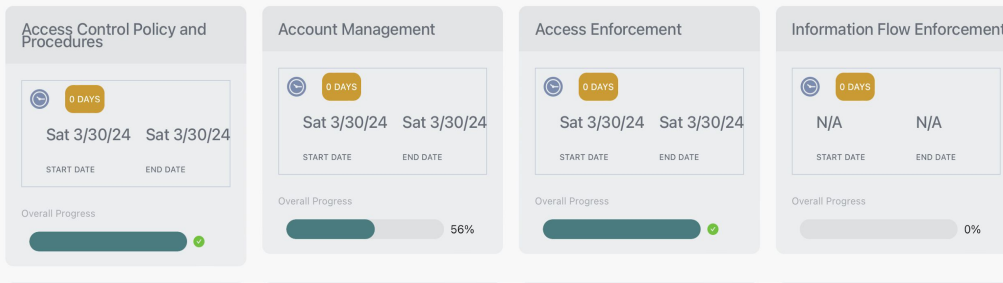 Access Control Policy and
Procedures
0 DAYS
Sat 3/30/24 Sat 3/30/24
START DATE END DATE
Overall Progress
Account Management
0 DAYS
Sat 3/30/24 Sat 3/30/24
START DATE END DATE
Overall Progress
56%
Access Enforcement
0 DAYS
Sat 3/30/24 Sat 3/30/24
START DATE END DATE
Overall Progress
Information Flow Enforcement
0 DAYS
N/A N/A
START DATE END DATE
Overall Progress
0%